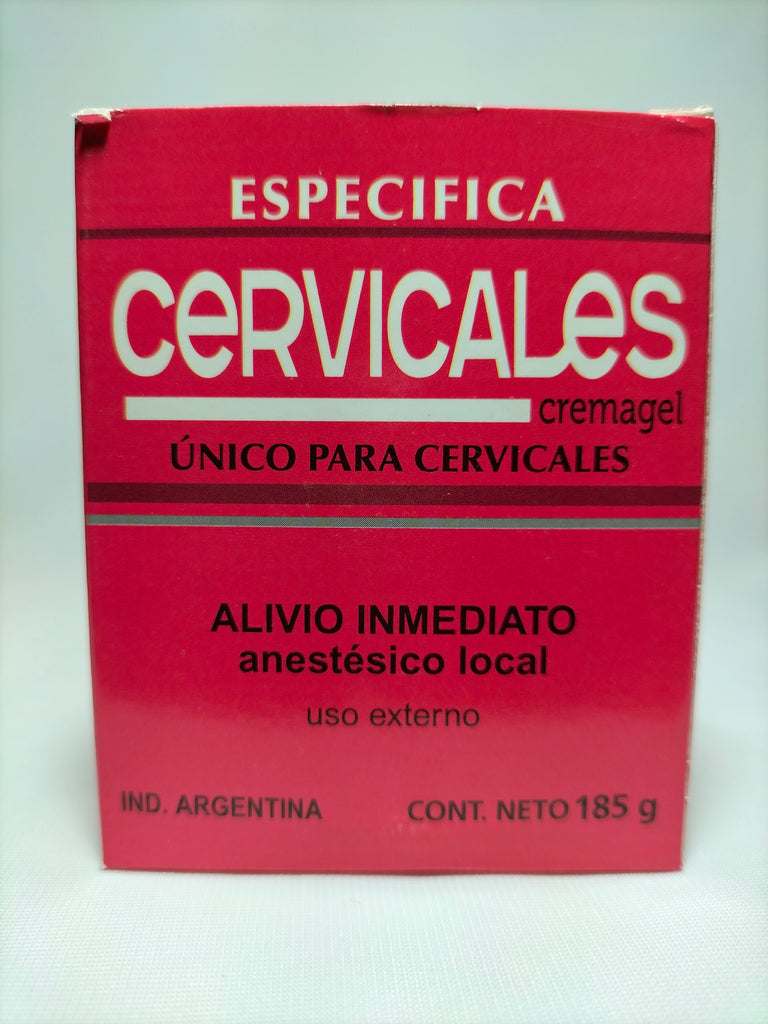 ESPECIFICA
CeRVICALes
cremagel
ÚNICO PARA CERVICALES
ALIVIO INMEDIATO
anestésico local
uso externo
IND. ARGENTINA CONT. NETO 185 g